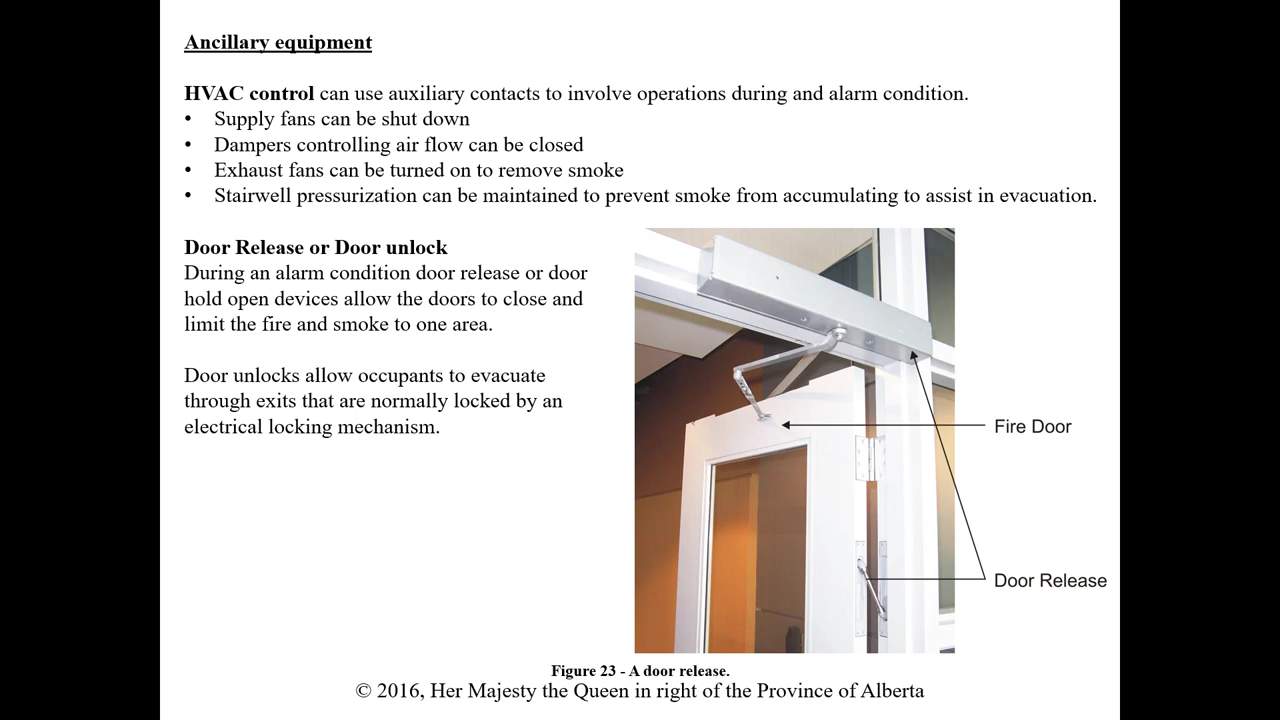 Ancillary equipment
HVAC control can use auxiliary contacts to involve operations during and alarm condition.
• Supply fans can be shut down
• Dampers controlling air flow can be closed
• Exhaust fans can be turned on to remove smoke
• Stairwell pressurization can be maintained to prevent smoke from accumulating to assist in evacuation.
Door Release or Door unlock
During an alarm condition door release or door
hold open devices allow the doors to close and
limit the fire and smoke to one area.
Door unlocks allow occupants to evacuate
through exits that are normally locked by an
electrical locking mechanism.
Fire Door
Door Release
Figure 23 - A door release.
© 2016, Her Majesty the Queen in right of the Province of Alberta